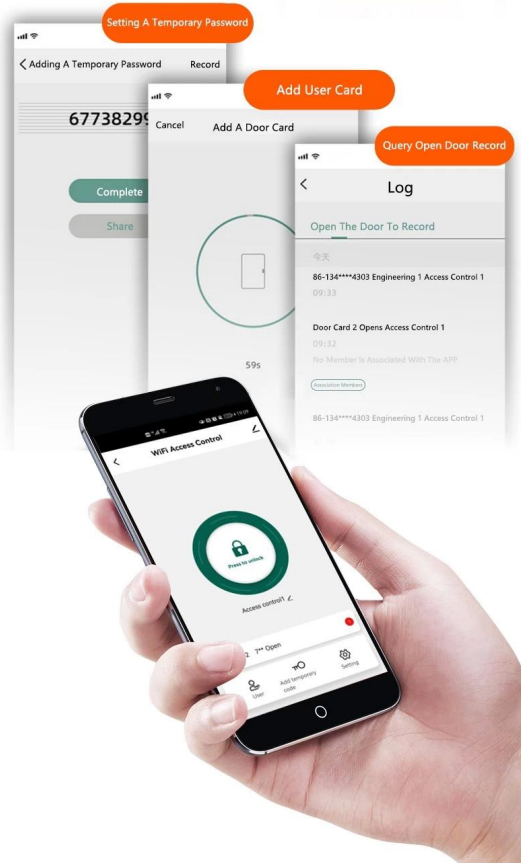 Setting A Temporary Password
Adding A Temporary Password Record
67738299
Complete
Share
Add User Card
Cancel Add A Door Card
59s
Query Open Door Record
Log
Open The Door To Record
今天
86-134****4303 Engineering 1 Access Control 1
09:33
Door Card 2 Opens Access Control 1
09:32
No Member Is Associated With The APP
Association Members
86-134****4303 Engineering 1 Access Control 1
19:09
WiFi Access Control
Press to unlock
Access control1
2 7** Open
User
Add temporary
code
Setting